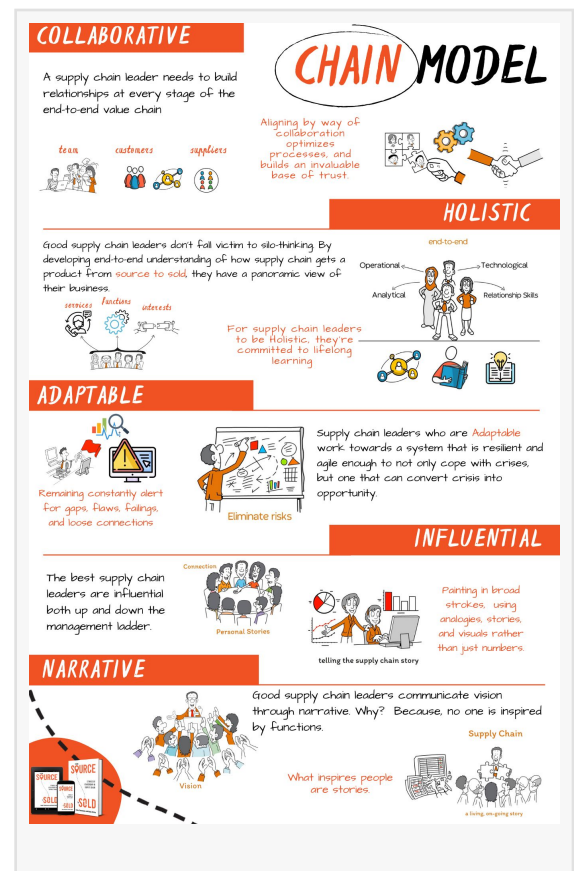 COLLABORATIVE
CHAIN MODEL
A supply chain leader needs to build
relationships at every stage of the
end-to-end value chain
team
customers
suppliers
Aligning by way of
collaboration
optimizes
processes, and
builds an invaluable
base of trust.
HOLISTIC
Good supply chain leaders don't fall victim to silo-thinking. By
developing end-to-end understanding of how supply chain gets a
product from source to sold, they have a panoramic view of
their business.
services
functions
interests
end-to-end
Operational
Technological
Analytical
Relationship Skills
For supply chain leaders
to be Holistic, they're
committed to lifelong
learning
ADAPTABLE
Remaining constantly alert
for gaps, flaws, failings,
and loose connections
Eliminate risks
Supply chain leaders who are Adaptable
work towards a system that is resilient and
agile enough to not only cope with crises,
but one that can convert crisis into
opportunity.
INFLUENTIAL
The best supply chain
leaders are influential
both up and down the
management ladder.
Connection
Personal Stories
telling the supply chain story
Painting in broad
strokes, using
analogies, stories,
and visuals rather
than just numbers.
NARRATIVE
Good supply chain leaders communicate vision
through narrative. Why? Because, no one is inspired
by functions.
Vision
What inspires people
are stories.
Supply Chain
a living, on-going story
SOURCE
SOLD
SOURCE
SOLD